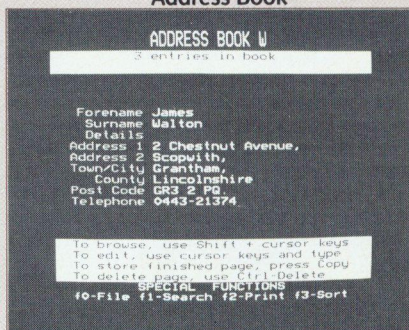 Address Book
ADDRESS BOOK W
3 entries in book
Forename James
Surname Walton
Details
Address 1 2 Chestnut Avenue,
Address 2 Scopwith,
Town/City Grantham,
County Lincolnshire
Post Code GR3 2 PQ.
Telephone 0443-21374
To browse, use Shift + cursor keys
To edit, use cursor keys and type
To store finished page, press Copy
To delete page, use Ctrl-Delete
SPECIAL FUNCTIONS
f0-File f1-Search f2-Print f3-Sort